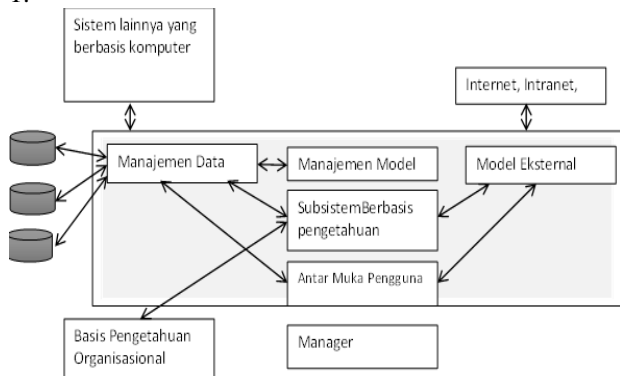 1.
Sistem lainnya yang
berbasis komputer
Internet, Intranet,
Manajemen Data
Manajemen Model
Model Eksternal
SubsistemBerbasis
pengetahuan
Antar Muka Pengguna
Basis Pengetahuan
Organisasional
Manager